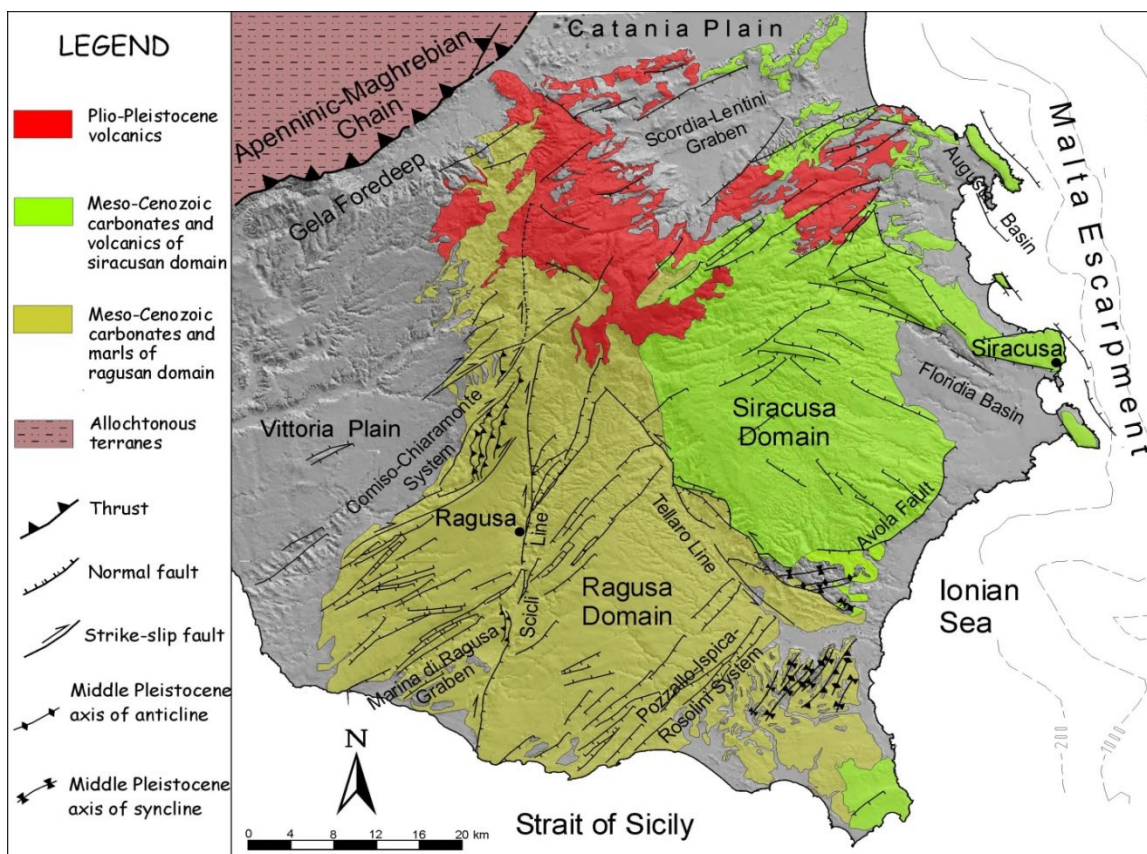 LEGEND
Plio-Pleistocene
volcanics
Meso-Cenozoic
carbonates and
volcanics of
siracusan domain
Meso-Cenozoic
carbonates and
marls of
ragusan domain
Allochtonous
terranes
Thrust
Normal fault
Strike-slip fault
Middle Pleistocene
axis of anticline
Middle Pleistocene
axis of syncline
Catania Plain
Apenninic-Maghrebian
Chain
Gela Foredeep
Scordia-Lentini
Graben
Augusta Basin
Malta Escarpment
Siracusa
Floridia Basin
Siracusa
Domain
Vittoria Plain
Comiso-Chiaramonte
System
Ragusa
Scicli Line
Tellaro Line
Avola Fault
Ragusa
Domain
Ionian
Sea
Marina di Ragusa
Graben
Pozzallo-Ispica-
Rosolini System
200
1000
N
0 4 8 12 16 20 km
Strait of Sicily